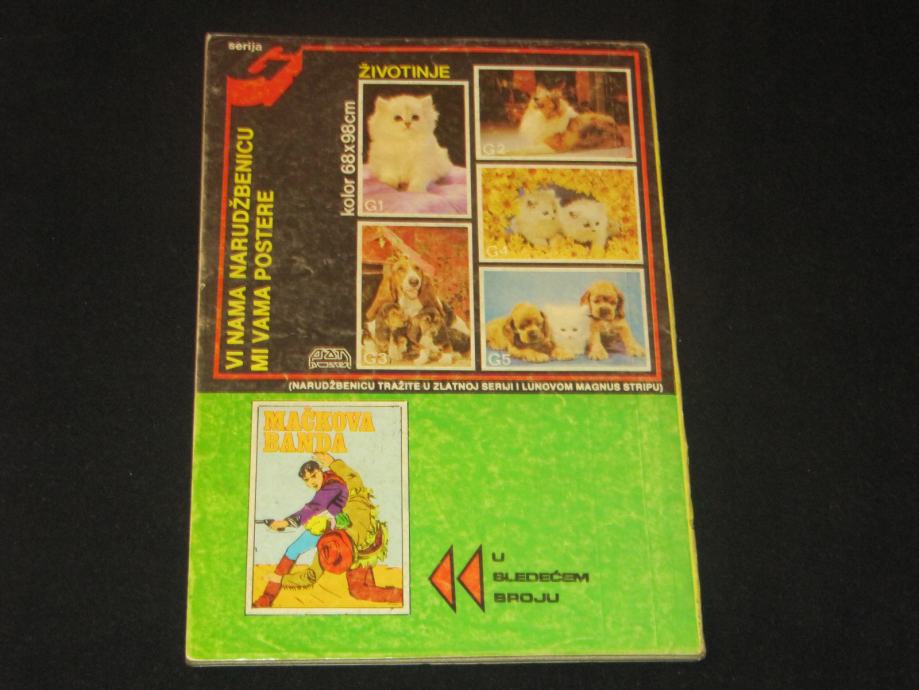 serija
G
ŽIVOTINJE
VI NAMA NARUDŽBENICU
MI VAMA POSTERE
kolor 68x98cm
G1
G2
G3
G4
G5
(NARUDŽBENICU TRAŽITE U ZLATNOJ SERIJI I LUNOVOM MAGNUS STRIPU)
MAČKOVA
BANDA
U
SLEDEĆEM
BROJU